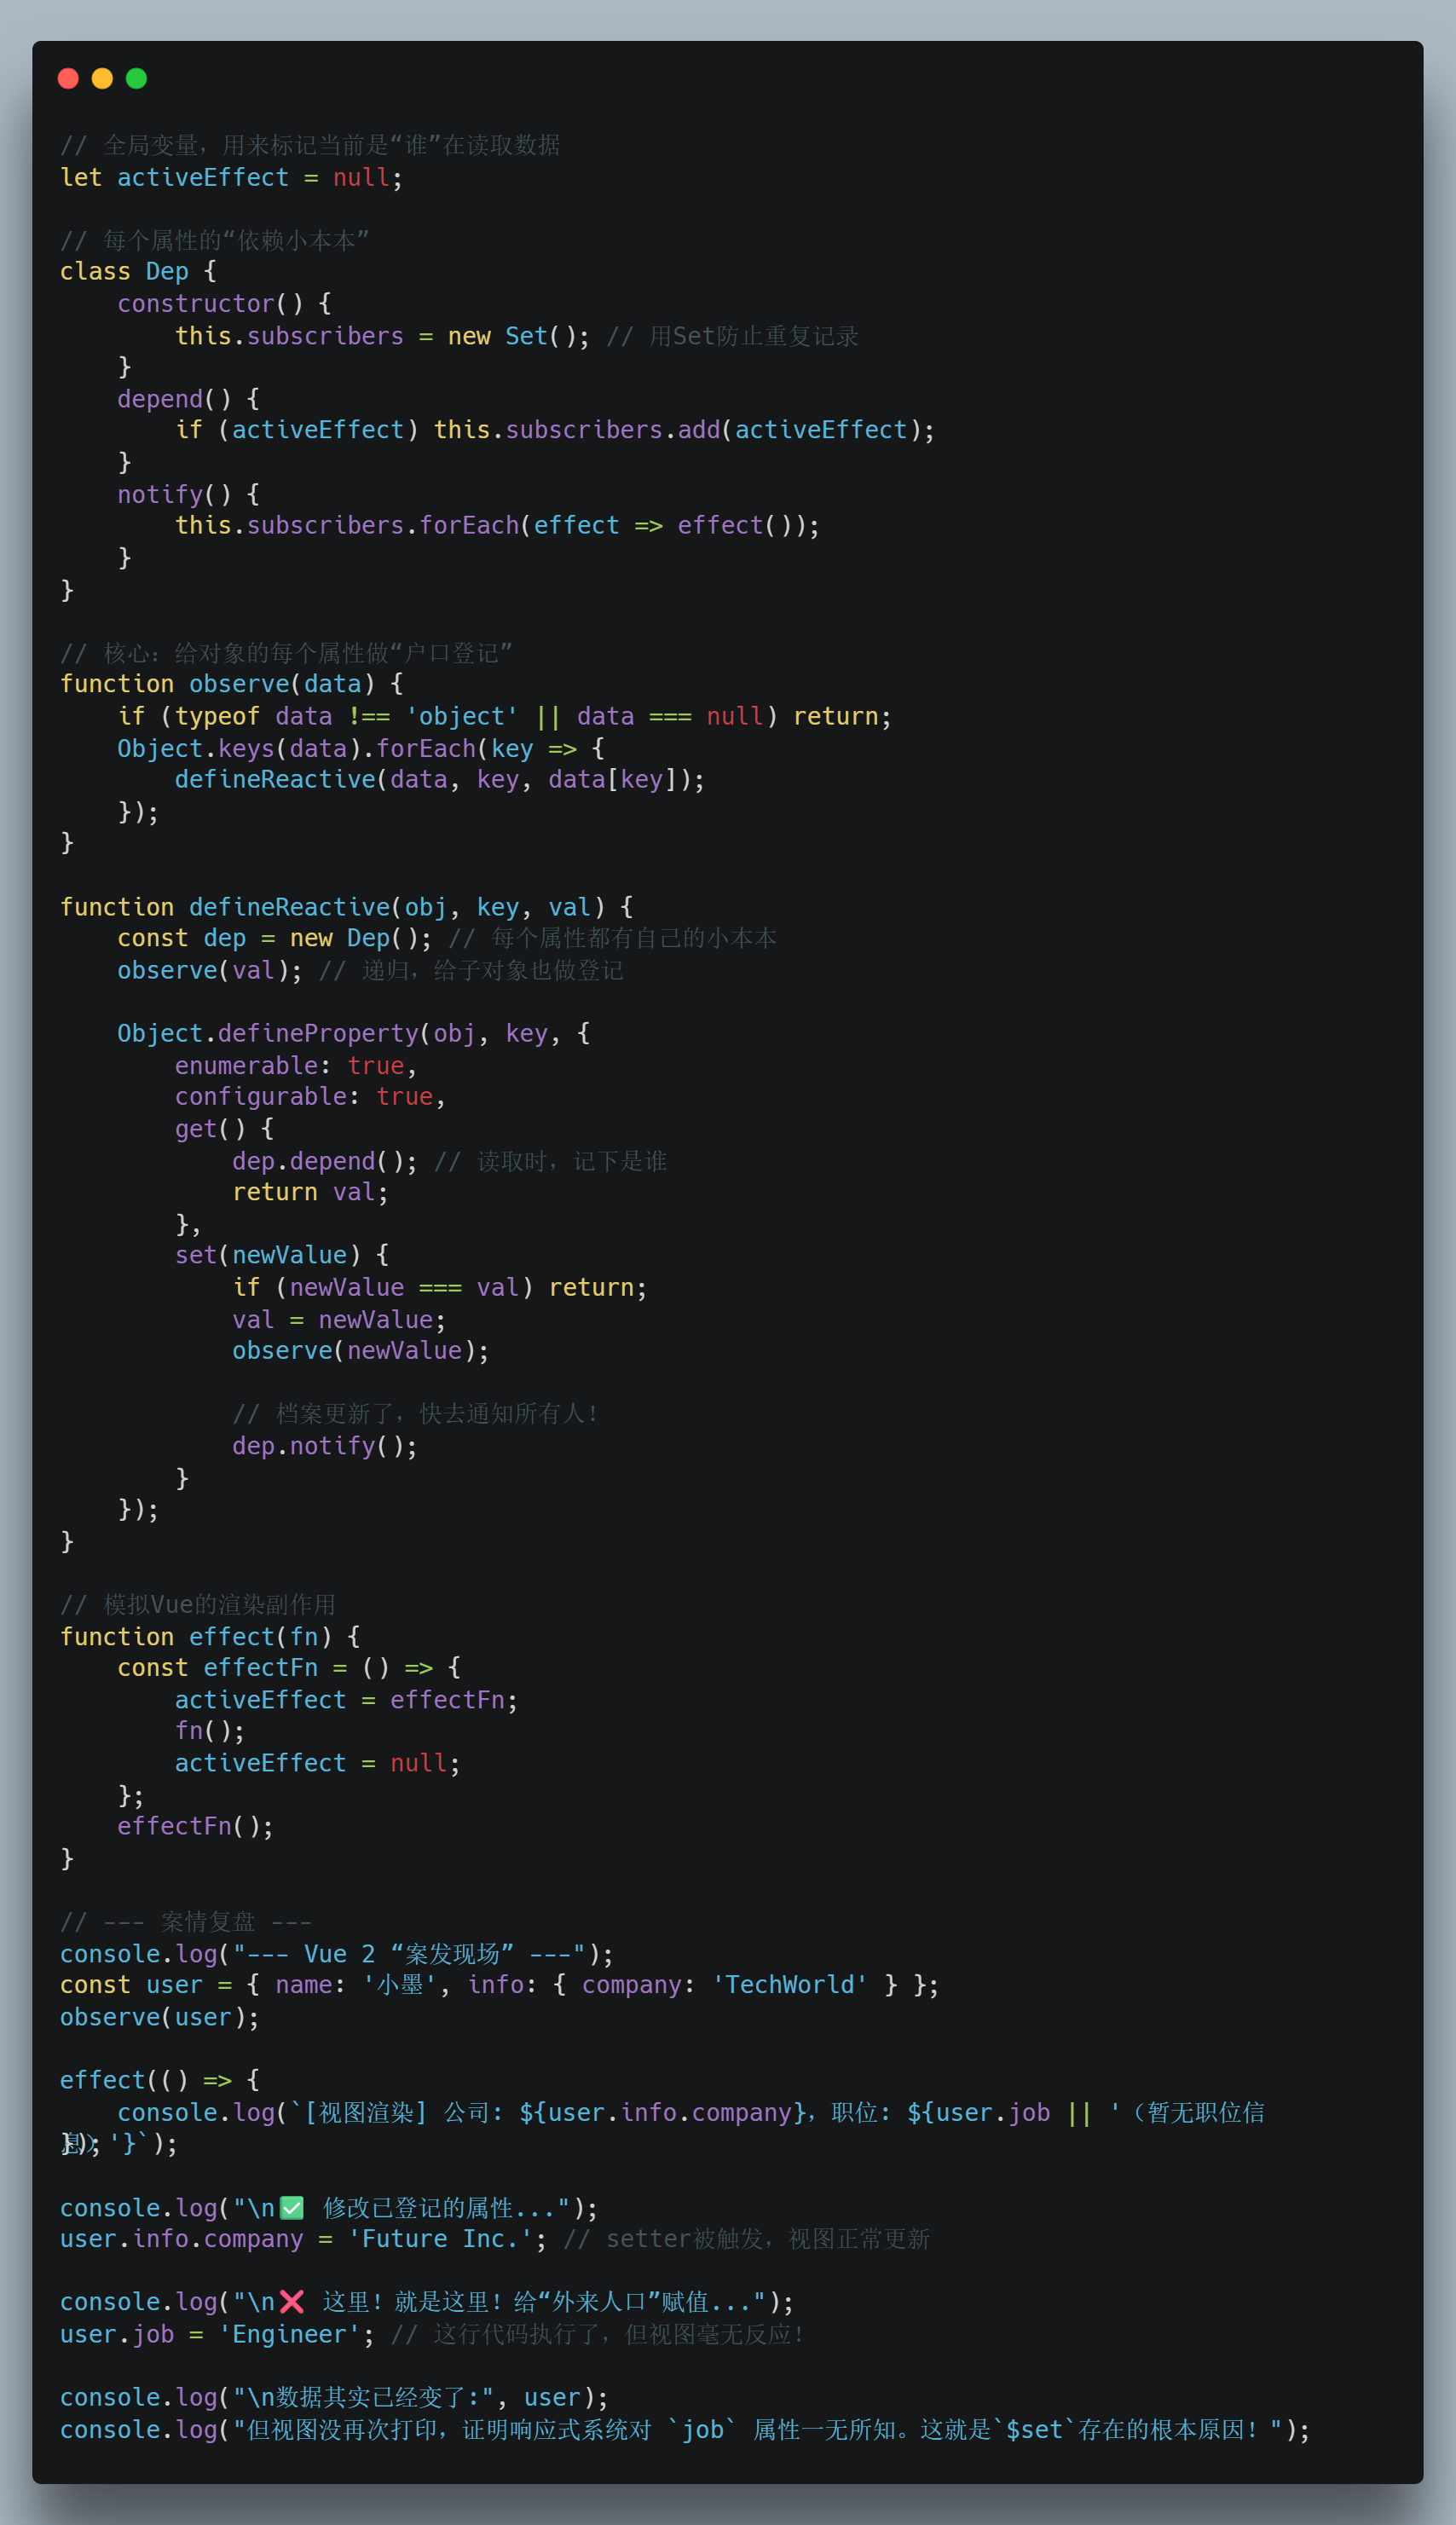 // 全局变量，用来标记当前是“谁”在读取数据
let activeEffect = null;
// 每个属性的“依赖小本本”
class Dep {
    constructor() {
        this.subscribers = new Set(); // 用Set防止重复记录
    }
    depend() {
        if (activeEffect) this.subscribers.add(activeEffect);
    }
    notify() {
        this.subscribers.forEach(effect => effect());
    }
}
// 核心：给对象的每个属性做“户口登记”
function observe(data) {
    if (typeof data !== 'object' || data === null) return;
    Object.keys(data).forEach(key => {
        defineReactive(data, key, data[key]);
    });
}
function defineReactive(obj, key, val) {
    const dep = new Dep(); // 每个属性都有自己的小本本
    observe(val); // 递归，给子对象也做登记
    Object.defineProperty(obj, key, {
        enumerable: true,
        configurable: true,
        get() {
            dep.depend(); // 读取时，记下是谁
            return val;
        },
        set(newValue) {
            if (newValue === val) return;
            val = newValue;
            observe(newValue);
            // 档案更新了，快去通知所有人！
            dep.notify();
        }
    });
}
// 模拟Vue的渲染副作用
function effect(fn) {
    const effectFn = () => {
        activeEffect = effectFn;
        fn();
        activeEffect = null;
    };
    effectFn();
}
// --- 案情复盘 ---
console.log("--- Vue 2 “案发现场” ---");
const user = { name: '小墨', info: { company: 'TechWorld' } };
observe(user);
effect(() => {
    console.log(`[视图渲染] 公司: ${user.info.company}，职位: ${user.job || '（暂无职位信
息）'}`);
});
console.log("\n✅ 修改已登记的属性...");
user.info.company = 'Future Inc.'; // setter被触发，视图正常更新
console.log("\n❌ 这里！就是这里！给“外来人口”赋值...");
user.job = 'Engineer'; // 这行代码执行了，但视图毫无反应！
console.log("\n数据其实已经变了:", user);
console.log("但视图没再次打印，证明响应式系统对 `job` 属性一无所知。这就是`$set`存在的根本原因！");